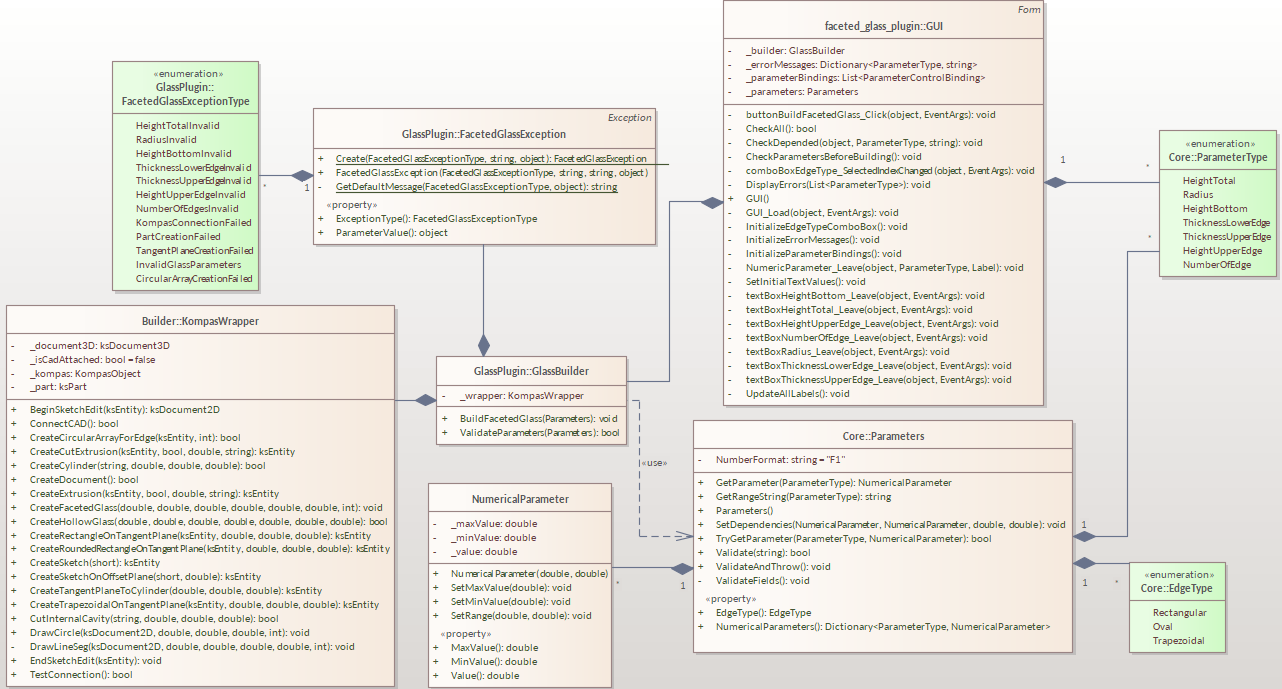 «enumeration»
GlassPlugin::
FacetedGlassExceptionType
HeightTotalInvalid
RadiusInvalid
HeightBottomInvalid
ThicknessLowerEdgeInvalid
ThicknessUpperEdgeInvalid
HeightUpperEdgeInvalid
NumberOfEdgesInvalid
KompasConnectionFailed
PartCreationFailed
TangentPlaneCreationFailed
InvalidGlassParameters
CircularArrayCreationFailed
*
1
Exception
GlassPlugin::FacetedGlassException
+ Create(FacetedGlassExceptionType, string, object): FacetedGlassException
+ FacetedGlassException(FacetedGlassExceptionType, string, string, object)
- GetDefaultMessage(FacetedGlassExceptionType, object): string
«property»
+ ExceptionType(): FacetedGlassExceptionType
+ ParameterValue(): object
Form
faceted_glass_plugin::GUI
- _builder: GlassBuilder
- _errorMessages: Dictionary<ParameterType, string>
- _parameterBindings: List<ParameterControlBinding>
- _parameters: Parameters
- buttonBuildFacetedGlass_Click(object, EventArgs): void
- CheckAll(): bool
- CheckDepended(object, ParameterType, string): void
- CheckParametersBeforeBuilding(): void
- comboBoxEdgeType_SelectedIndexChanged(object, EventArgs): void
- DisplayErrors(List<ParameterType>): void
+ GUI()
- GUI_Load(object, EventArgs): void
- InitializeEdgeTypeComboBox(): void
- InitializeErrorMessages(): void
- InitializeParameterBindings(): void
- NumericParameter_Leave(object, ParameterType, Label): void
- SetInitialTextValues(): void
- textBoxHeightBottom_Leave(object, EventArgs): void
- textBoxHeightTotal_Leave(object, EventArgs): void
- textBoxHeightUpperEdge_Leave(object, EventArgs): void
- textBoxNumberOfEdge_Leave(object, EventArgs): void
- textBoxRadius_Leave(object, EventArgs): void
- textBoxThicknessLowerEdge_Leave(object, EventArgs): void
- textBoxThicknessUpperEdge_Leave(object, EventArgs): void
- UpdateAllLabels(): void
1
*
«enumeration»
Core::ParameterType
HeightTotal
Radius
HeightBottom
ThicknessLowerEdge
ThicknessUpperEdge
HeightUpperEdge
NumberOfEdge
*
Builder::KompasWrapper
- _document3D: ksDocument3D
- _isCadAttached: bool = false
- _kompas: KompasObject
- _part: ksPart
+ BeginSketchEdit(ksEntity): ksDocument2D
+ ConnectCAD(): bool
+ CreateCircularArrayForEdge(ksEntity, int): bool
+ CreateCutExtrusion(ksEntity, bool, double, string): ksEntity
+ CreateCylinder(string, double, double, double): bool
+ CreateDocument(): bool
+ CreateExtrusion(ksEntity, bool, double, string): ksEntity
+ CreateFacetedGlass(double, double, double, double, double, double, int): void
+ CreateHollowGlass(double, double, double, double, double, double): bool
+ CreateRectangleOnTangentPlane(ksEntity, double, double): ksEntity
+ CreateRoundedRectangleOnTangentPlane(ksEntity, double, double, double): ksEntity
+ CreateSketch(short): ksEntity
+ CreateSketchOnOffsetPlane(short, double): ksEntity
+ CreateTangentPlaneToCylinder(double, double, double): ksEntity
+ CreateTrapezoidalOnTangentPlane(ksEntity, double, double): ksEntity
+ CutInternalCavity(string, double, double, double): bool
- DrawCircle(ksDocument2D, double, double, double, int): void
- DrawLineSeg(ksDocument2D, double, double, double, double, int): void
+ EndSketchEdit(ksEntity): void
+ TestConnection(): bool
GlassPlugin::GlassBuilder
- _wrapper: KompasWrapper
+ BuildFacetedGlass(Parameters): void
+ ValidateParameters(Parameters): bool
«use»
NumericalParameter
- _maxValue: double
- _minValue: double
- _value: double
+ NumericalParameter(double, double)
+ SetMaxValue(double): void
+ SetMinValue(double): void
+ SetRange(double, double): void
«property»
+ MaxValue(): double
+ MinValue(): double
+ Value(): double
*
1
Core::Parameters
- NumberFormat: string = "F1"
+ GetParameter(ParameterType): NumericalParameter
+ GetRangeString(ParameterType): string
+ Parameters()
+ SetDependencies(NumericalParameter, NumericalParameter, double, double): void
+ TryGetParameter(ParameterType, NumericalParameter): bool
+ Validate(string): bool
+ ValidateAndThrow(): void
- ValidateFields(): void
«property»
+ EdgeType(): EdgeType
+ NumericalParameters(): Dictionary<ParameterType, NumericalParameter>
1
1
*
«enumeration»
Core::EdgeType
Rectangular
Oval
Trapezoidal